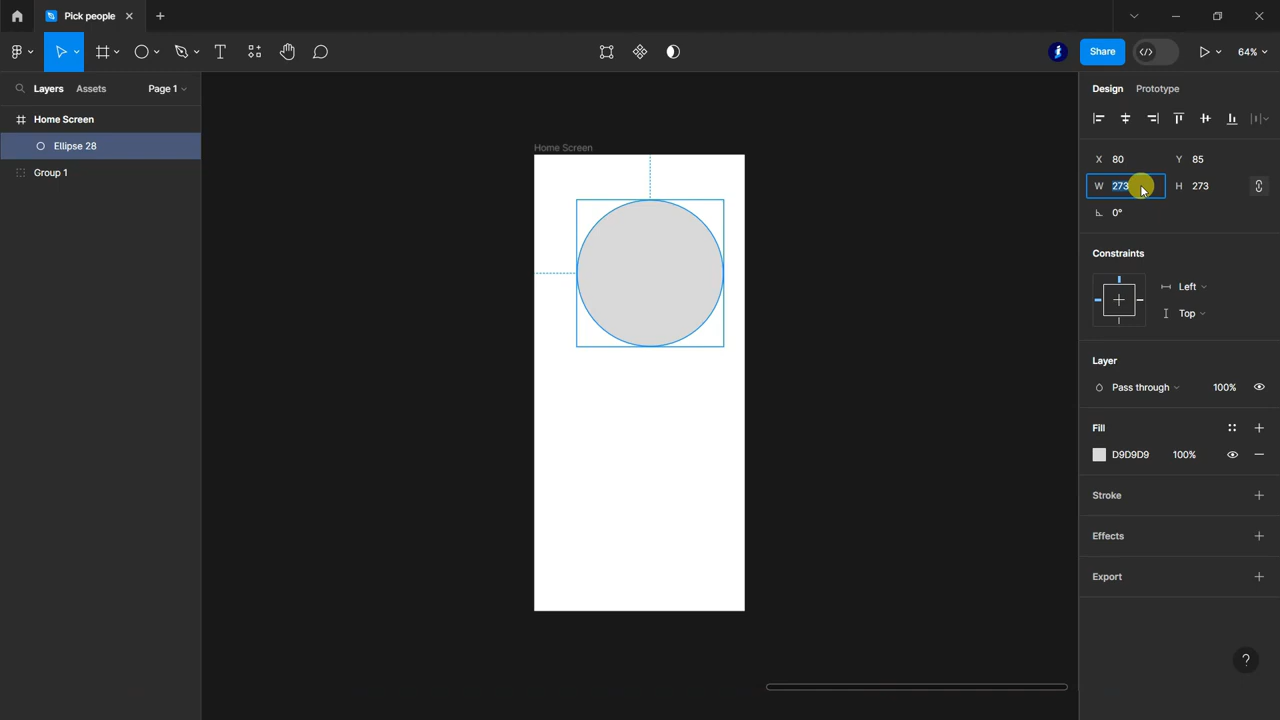 Pick people
Share
64%
Layers
Assets
Page 1
Design
Prototype
Home Screen
Ellipse 28
Group 1
Home Screen
X 80
Y 85
W 273
H 273
0°
Constraints
Left
Top
Layer
Pass through
100%
Fill
D9D9D9
100%
Stroke
Effects
Export
?